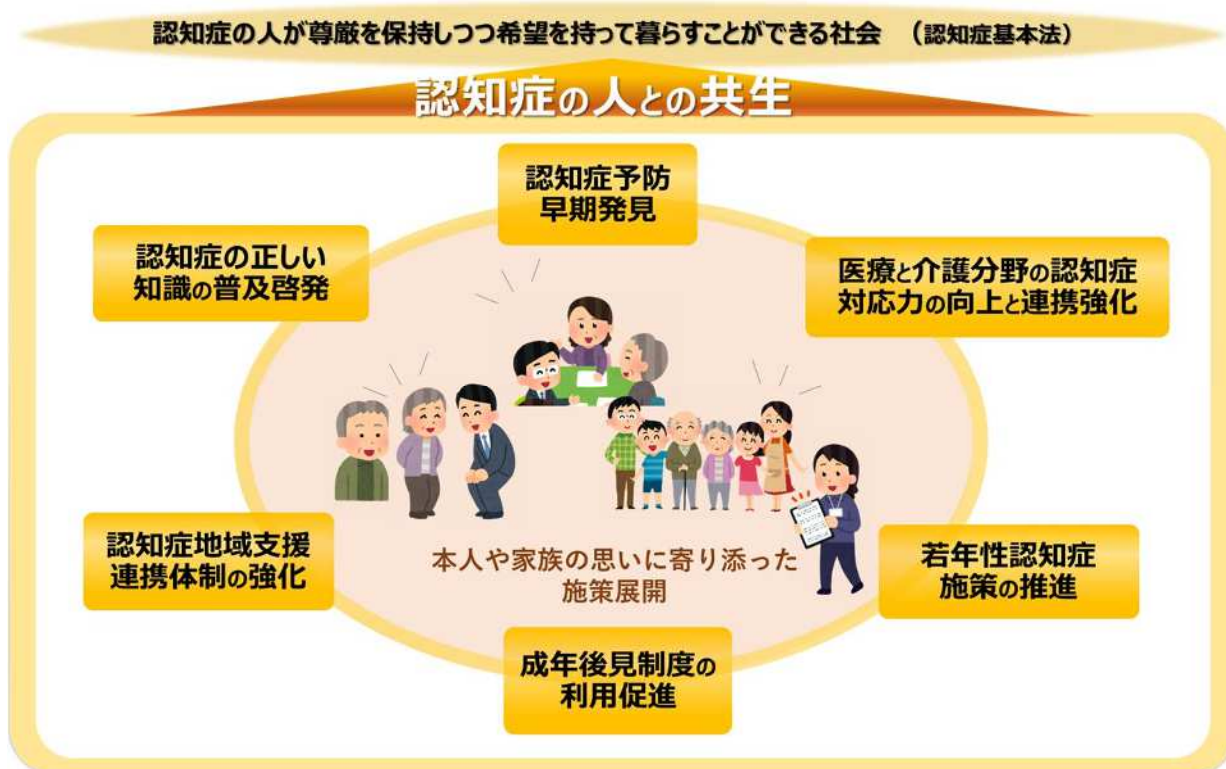 認知症の人が尊厳を保持しつつ希望を持って暮らすことができる社会 （認知症基本法）
認知症の人との共生
認知症予防
早期発見
認知症の正しい
知識の普及啓発
医療と介護分野の認知症
対応力の向上と連携強化
認知症地域支援
連携体制の強化
本人や家族の思いに寄り添った
施策展開
若年性認知症
施策の推進
成年後見制度の
利用促進